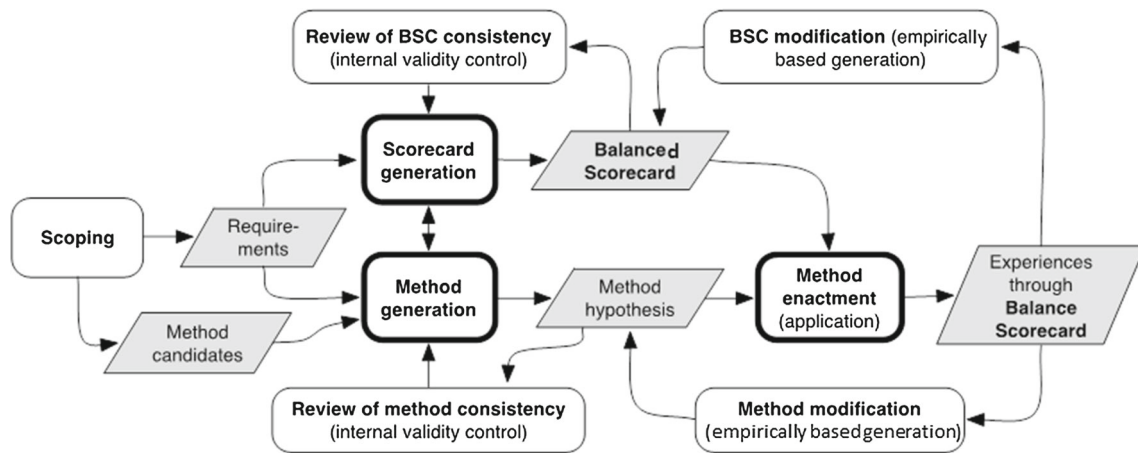 Review of BSC consistency
(internal validity control)
BSC modification (empirically
based generation)
Scorecard
generation
Balanced
Scorecard
Scoping
Require-
ments
Method
generation
Method
hypothesis
Method
enactment
(application)
Experiences
through
Balance
Scorecard
Method
candidates
Review of method consistency
(internal validity control)
Method modification
(empirically based generation)